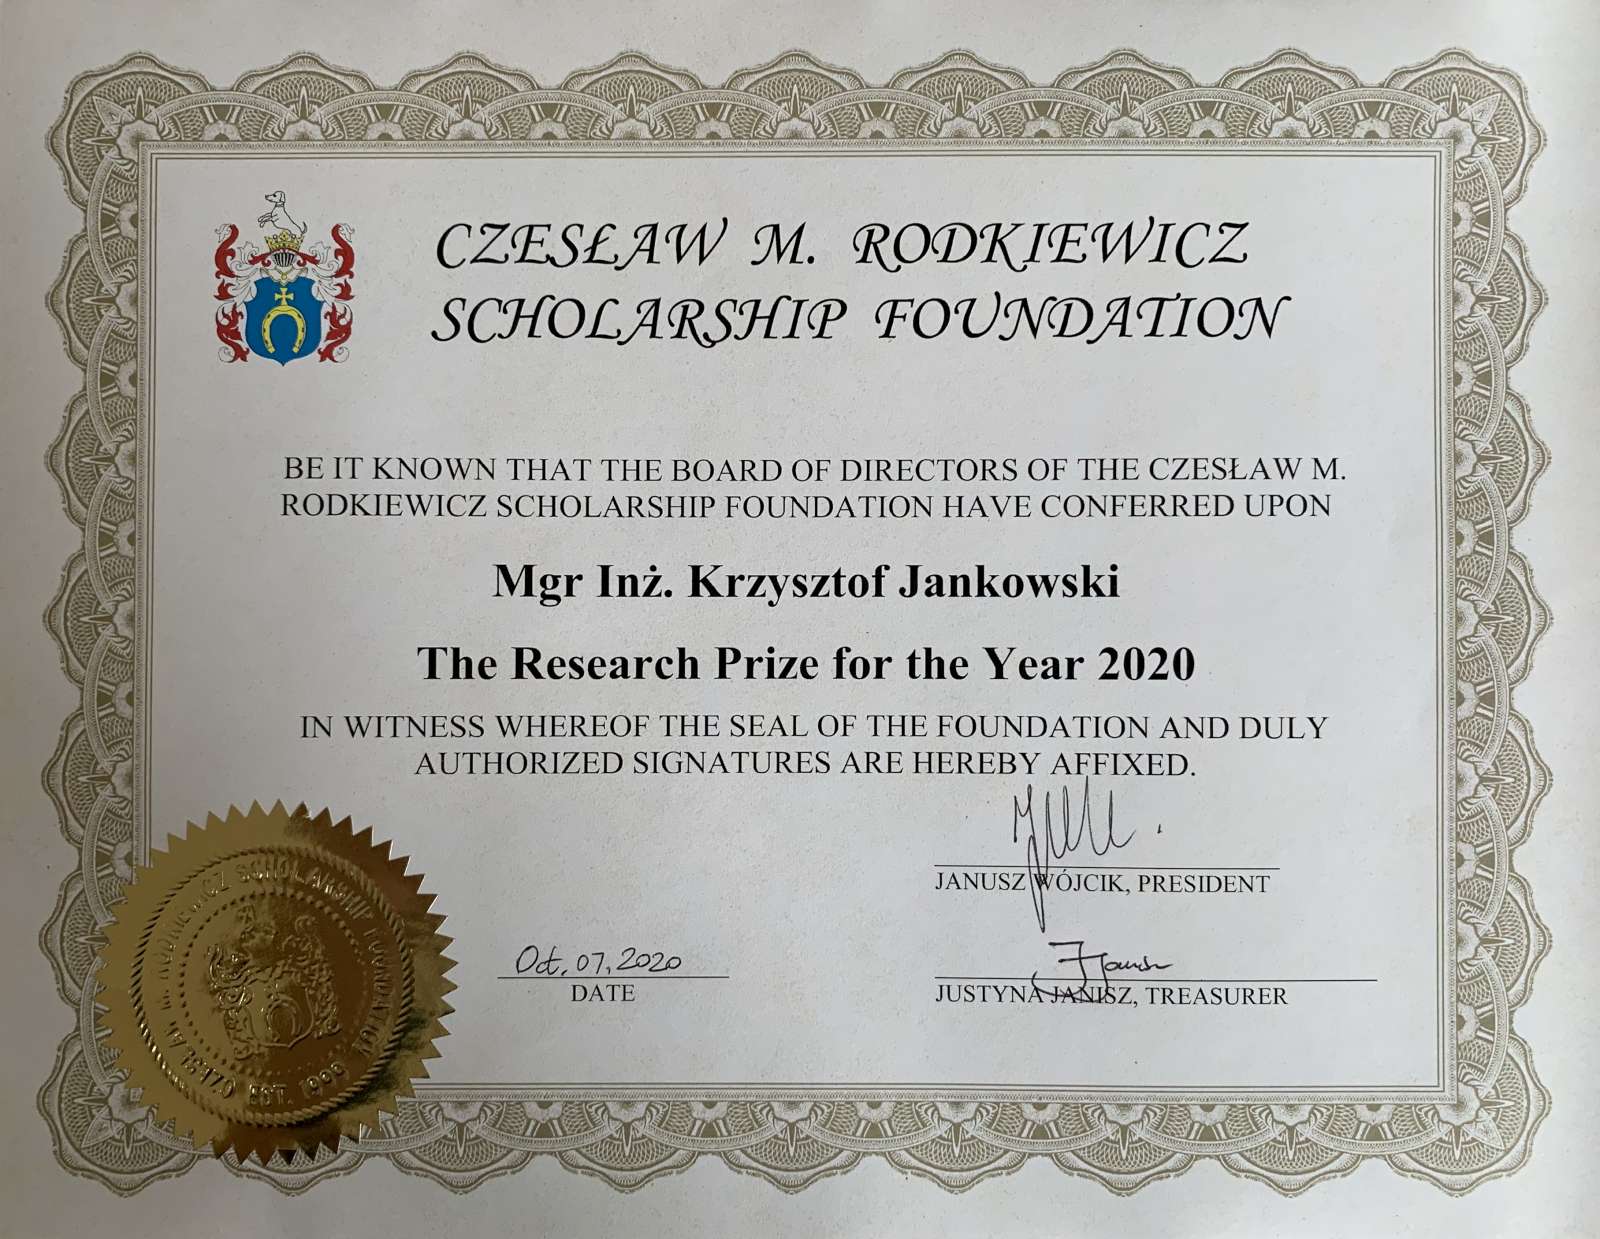 CZESŁAW M. RODKIEWICZ
SCHOLARSHIP FOUNDATION
BE IT KNOWN THAT THE BOARD OF DIRECTORS OF THE CZESŁAW M.
RODKIEWICZ SCHOLARSHIP FOUNDATION HAVE CONFERRED UPON
Mgr Inż. Krzysztof Jankowski
The Research Prize for the Year 2020
IN WITNESS WHEREOF THE SEAL OF THE FOUNDATION AND DULY
AUTHORIZED SIGNATURES ARE HEREBY AFFIXED.
JANUSZ WÓJCIK, PRESIDENT
Oct, 07, 2020
DATE
JUSTYNA JANISZ, TREASURER
CZESŁAW M. RODKIEWICZ SCHOLARSHIP FOUNDATION
EST. 1999